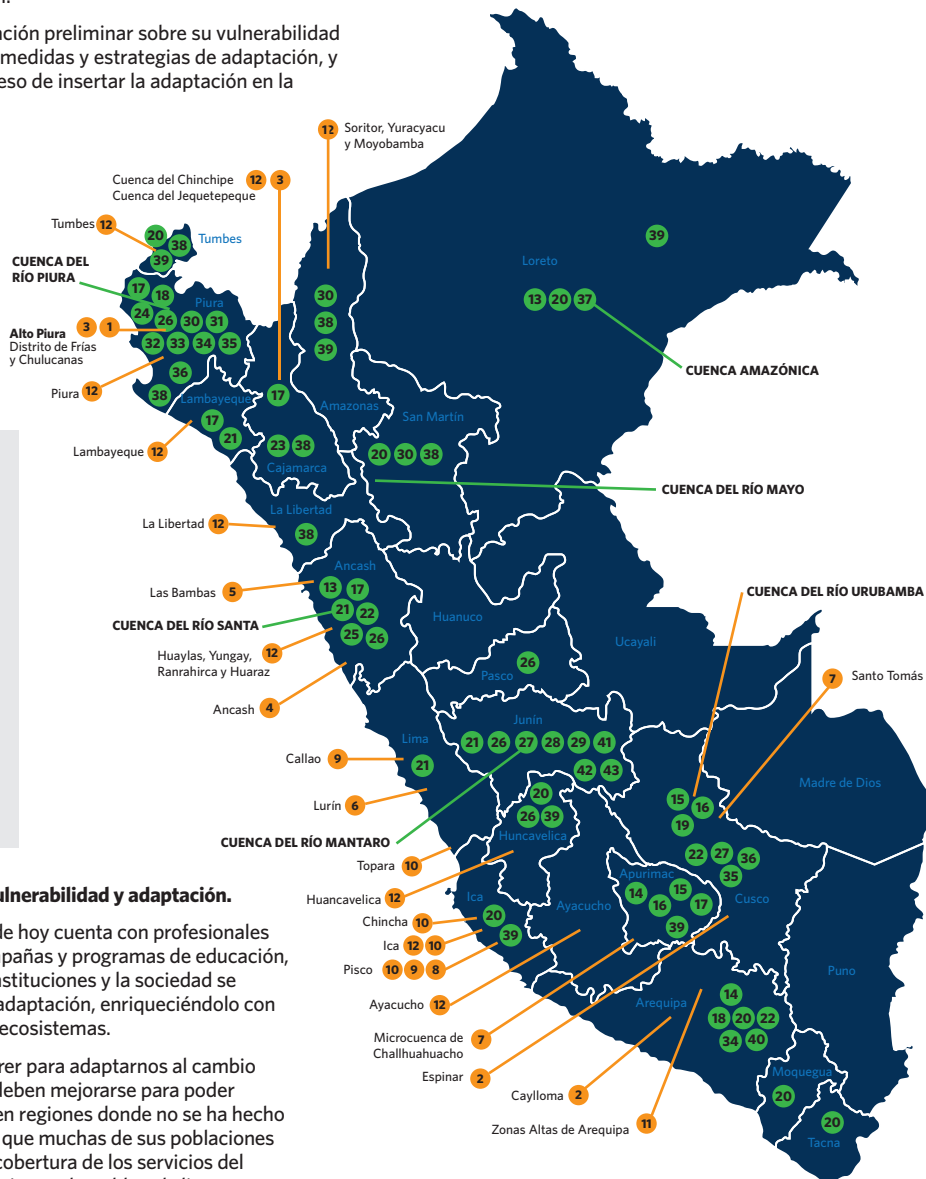 ación preliminar sobre su vulnerabilidad
medidas y estrategias de adaptación, y
eso de insertar la adaptación en la
12 Soritor, Yuracyacu
y Moyobamba
Cuenca del Chinchipe 12 3
Cuenca del Jequetepeque
Tumbes 12
20 38 39
Tumbes
CUENCA DEL
RÍO PIURA
17 18
Piura
24 26 30 31
32 33 34 35
36
38
Alto Piura 3 1
Distrito de Frías
y Chulucanas
Piura 12
Lambayeque
17
21
Lambayeque 12
30
38
39
Amazonas
17
23 38
Cajamarca
San Martín
20 30 38
Loreto
39
13 20 37
CUENCA AMAZÓNICA
CUENCA DEL RÍO MAYO
La Libertad
La Libertad 12
38
Ancash
13 17
21 22
25 26
Las Bambas 5
CUENCA DEL RÍO SANTA
Huaylas, Yungay,
Ranrahirca y Huaraz
12
Ancash 4
Huanuco
Ucayali
CUENCA DEL RÍO URUBAMBA
Pasco
26
7 Santo Tomás
Junín
21 26 27 28 29 41
42 43
Lima
21
Callao 9
Lurín 6
CUENCA DEL RÍO MANTARO
Madre de Dios
15 16
19
20
26 39
Huncavelica
22 27 36
35
Cusco
Topara 10
Huancavelica 12
Chincha 10
Ica 12 10
Pisco 10 9 8
Ica
20
39
Ayacucho
Apurimac
14 15
16 17
39
Puno
Ayacucho 12
Microcuenca de
Challhuahuacho
7
Espinar 2
Arequipa
14
18 20 22
34 40
Caylloma 2
Zonas Altas de Arequipa 11
Moquegua
20
20
Tacna
ulnerabilidad y adaptación.
de hoy cuenta con profesionales
pañas y programas de educación,
nstituciones y la sociedad se
adaptación, enriqueciéndolo con
ecosistemas.
rer para adaptarnos al cambio
deben mejorarse para poder
en regiones donde no se ha hecho
que muchas de sus poblaciones
cobertura de los servicios del